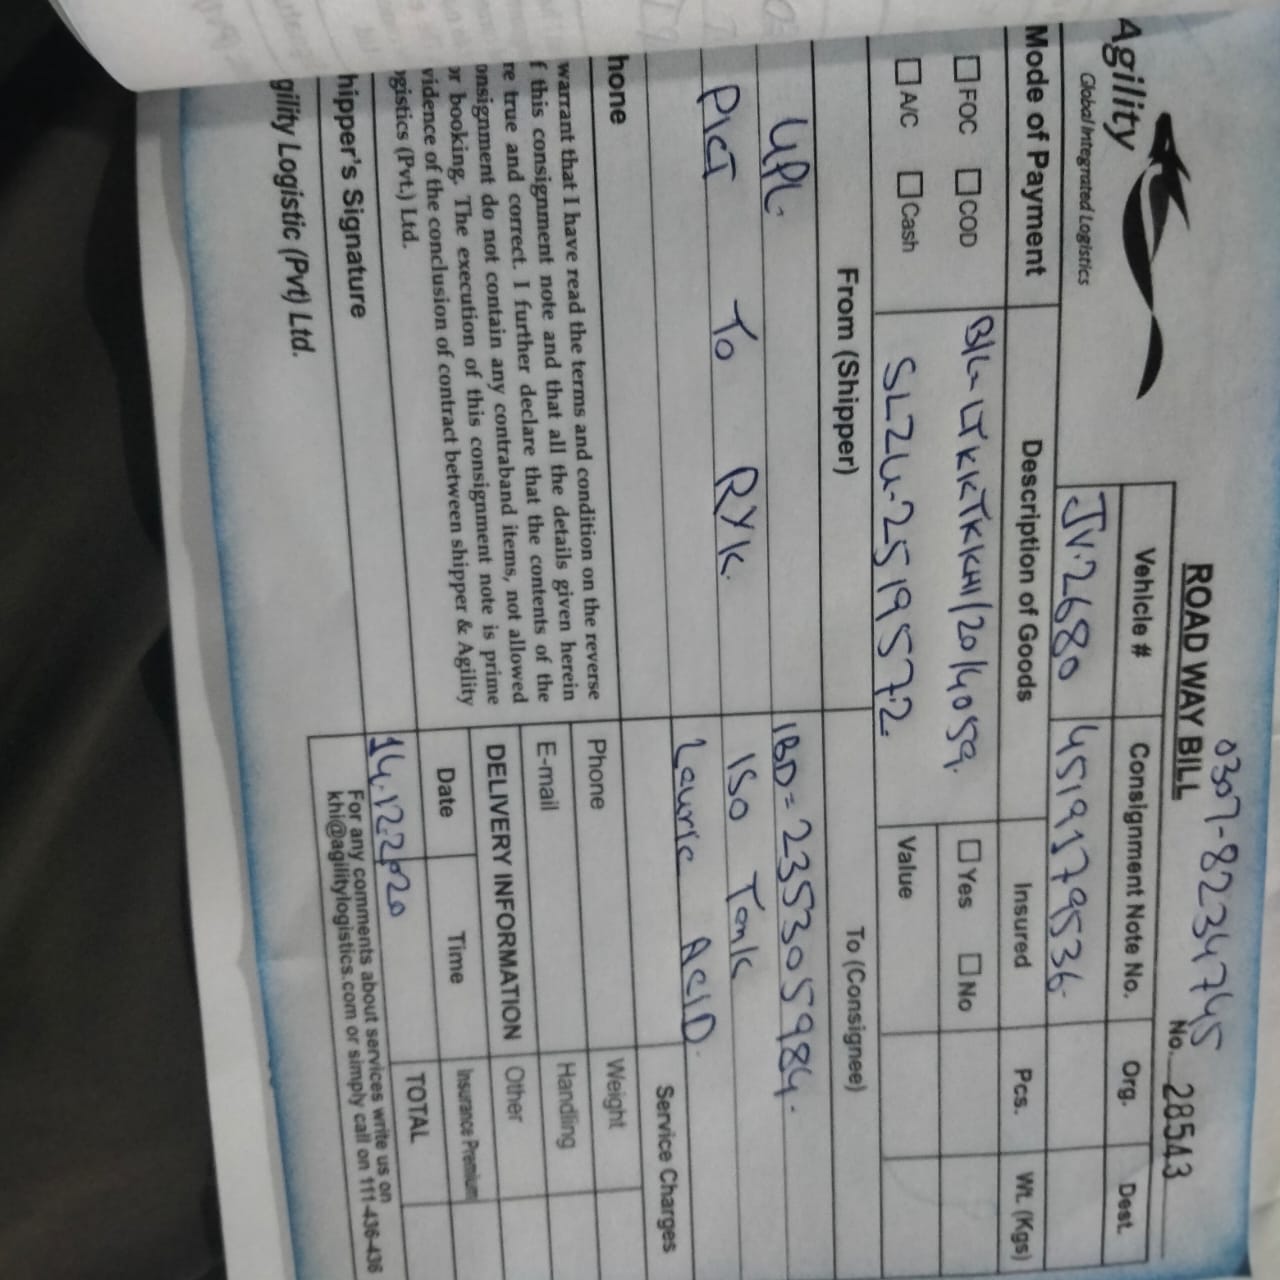 0307-8234745
ROAD WAY BILL
No. 28543
Agility
Global Integrated Logistics
Vehicle # Consignment Note No. Org. Dest.
JV.2680 4519179536.
Mode of Payment Description of Goods Insured Pcs. Wt. (Kgs)
FOC COD B/L- LTKKTKKHI/20/4059. Yes No
A/C Cash SLZU-2519572. Value
From (Shipper) To (Consignee)
UPL. IBD=235305984.
PICT To RYK. ISO Tank
Lauric ACID.
Service Charges
hone Phone Weight
E-mail Handling
warrant that I have read the terms and condition on the reverse
f this consignment note and that all the details given herein
re true and correct. I further declare that the contents of the
onsignment do not contain any contraband items, not allowed
or booking. The execution of this consignment note is prime
vidence of the conclusion of contract between shipper & Agility
ogistics (Pvt.) Ltd.
DELIVERY INFORMATION Other
Date Time Insurance Premium
TOTAL
14.12.2020
hipper's Signature
For any comments about services write us on
khi@agilitylogistics.com or simply call on 111-436-436
gility Logistic (Pvt) Ltd.